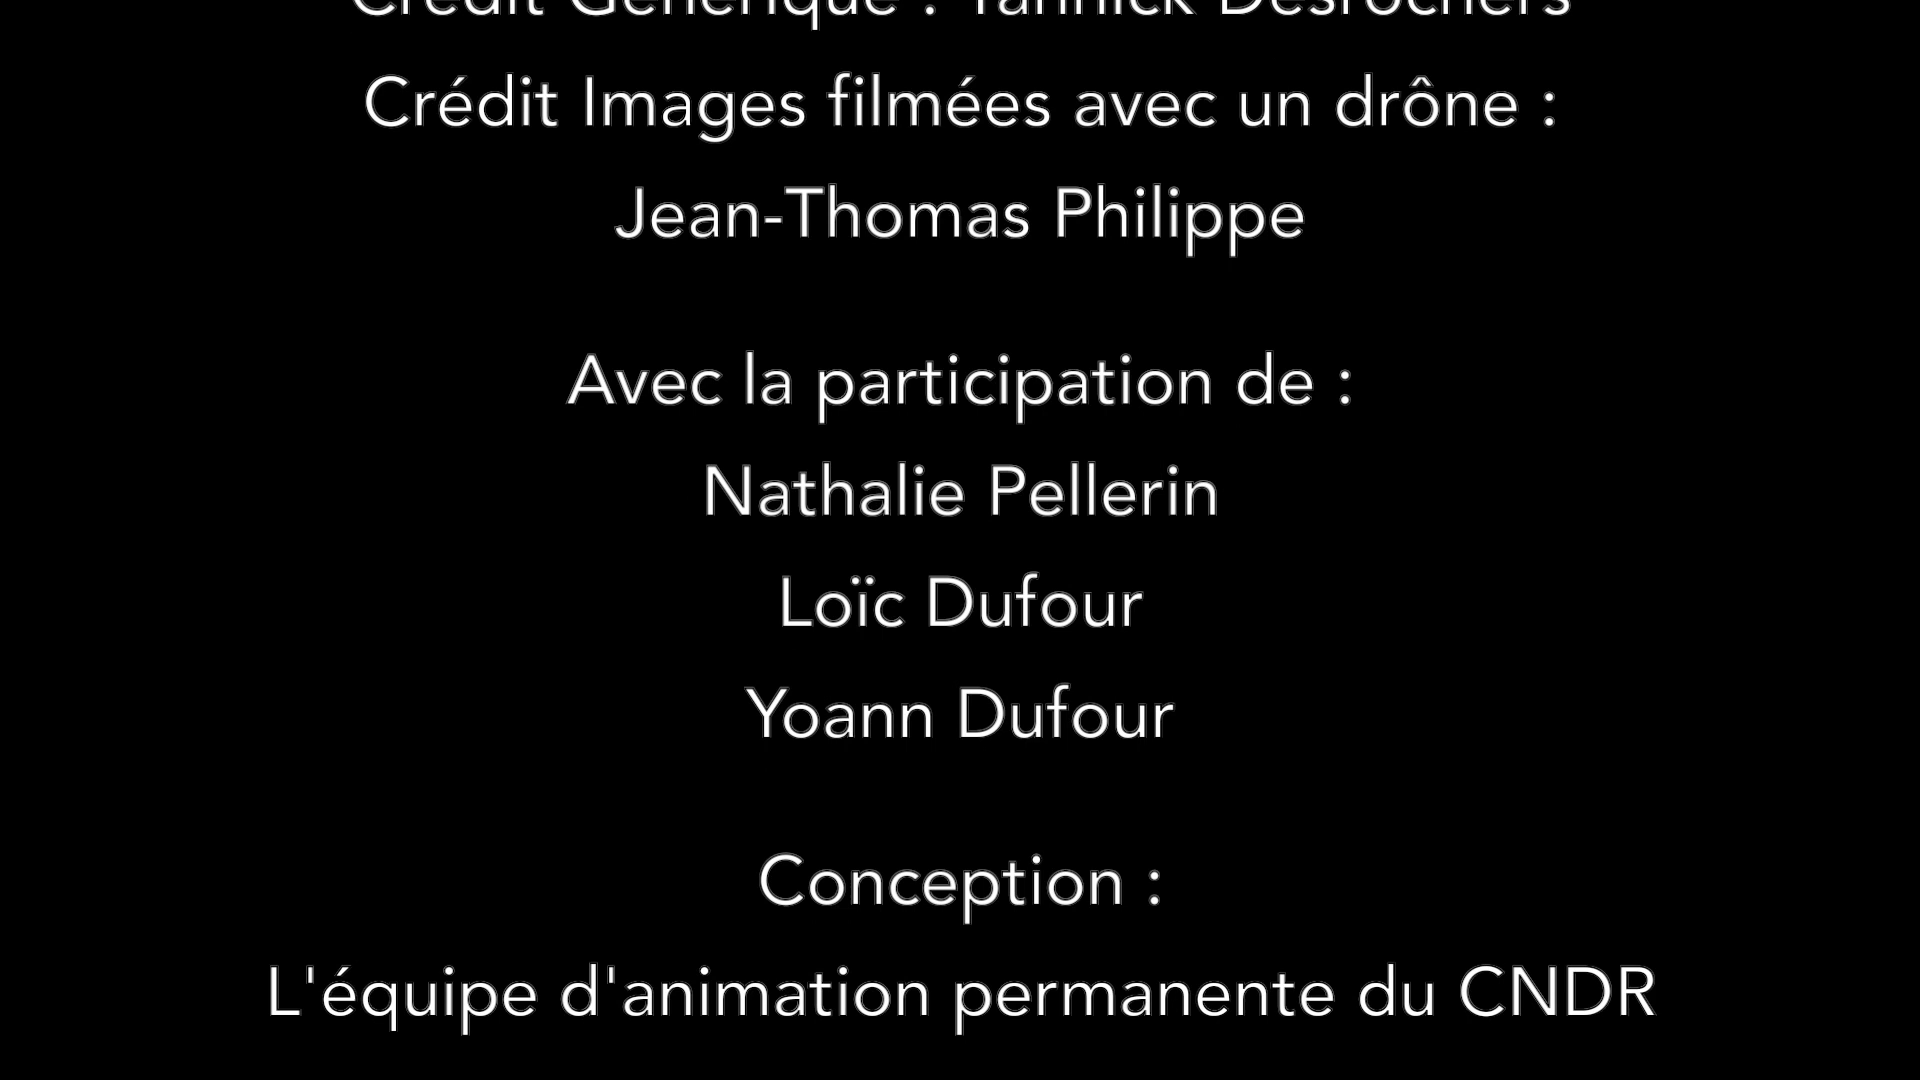 Crédit Générique : Yannick Desrochers
Crédit Images filmées avec un drône :
Jean-Thomas Philippe
Avec la participation de :
Nathalie Pellerin
Loïc Dufour
Yoann Dufour
Conception :
L'équipe d'animation permanente du CNDR